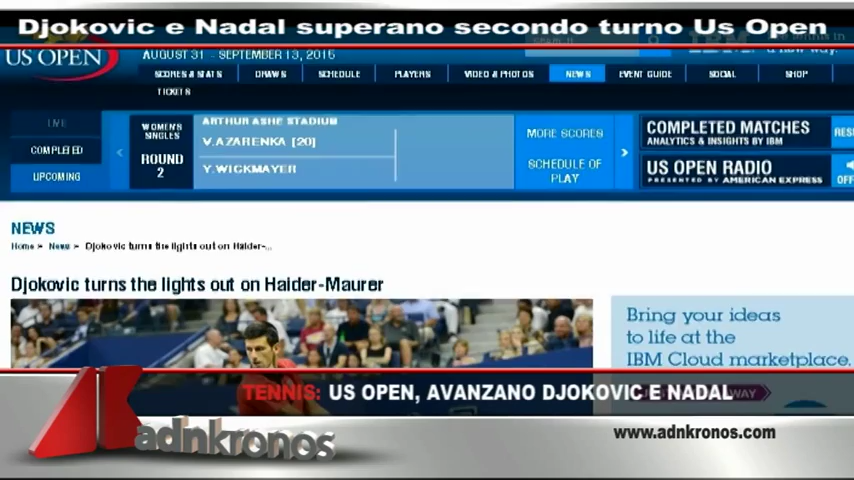 Djokovic e Nadal superano secondo turno Us Open
US OPEN
AUGUST 31 - SEPTEMBER 13, 2015
IBM
a new way.
SCORES & STATS
DRAWS
SCHEDULE
PLAYERS
VIDEO & PHOTOS
NEWS
EVENT GUIDE
SOCIAL
SHOP
TICKETS
LIVE
COMPLETED
UPCOMING
WOMEN'S
SINGLES
ROUND
2
ARTHUR ASHE STADIUM
V.AZARENKA [20]
Y.WICKMAYER
MORE SCORES
SCHEDULE OF
PLAY
COMPLETED MATCHES
ANALYTICS & INSIGHTS BY IBM
US OPEN RADIO
PRESENTED BY AMERICAN EXPRESS
NEWS
Home > News > Djokovic turns the lights out on Haider-...
Djokovic turns the lights out on Haider-Maurer
Bring your ideas
to life at the
IBM Cloud marketplace.
TENNIS: US OPEN, AVANZANO DJOKOVIC E NADAL
adnkronos
www.adnkronos.com